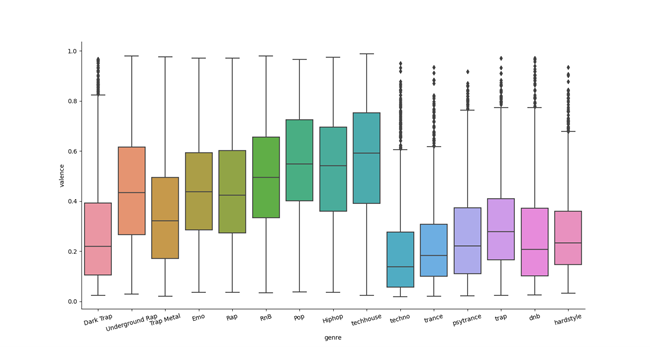 1.0
0.8
0.6
0.4
0.2
0.0
valence
Dark Trap
Underground Rap
Trap Metal
Emo
Rap
RnB
Pop
Hiphop
techhouse
techno
trance
psytrance
trap
dnb
hardstyle
genre